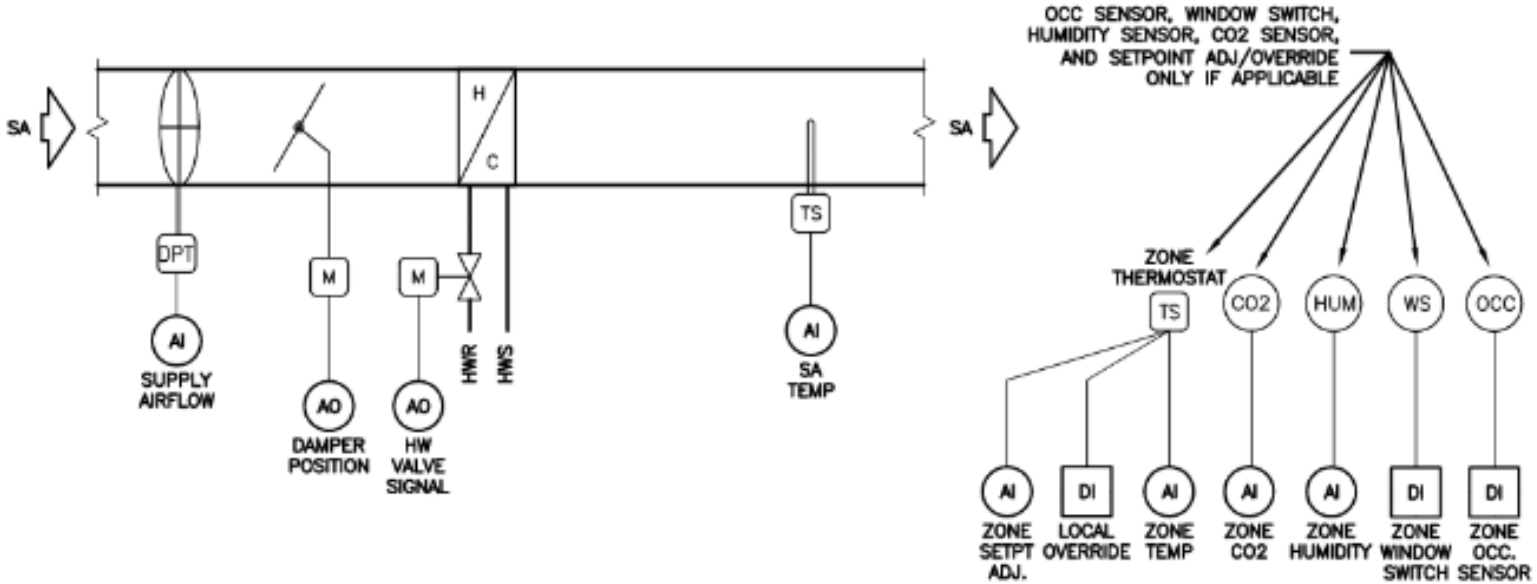 OCC SENSOR, WINDOW SWITCH,
HUMIDITY SENSOR, CO2 SENSOR,
AND SETPOINT ADJ/OVERRIDE
ONLY IF APPLICABLE
SA
H
C
SA
TS
DPT
M
M
ZONE
THERMOSTAT
TS
CO2
HUM
WS
OCC
AI
SUPPLY
AIRFLOW
HWR
HWS
AI
SA
TEMP
AO
DAMPER
POSITION
AO
HW
VALVE
SIGNAL
AI
ZONE
SETPT
ADJ.
DI
LOCAL
OVERRIDE
AI
ZONE
TEMP
AI
ZONE
CO2
AI
ZONE
HUMIDITY
DI
ZONE
WINDOW
SWITCH
DI
ZONE
OCC.
SENSOR